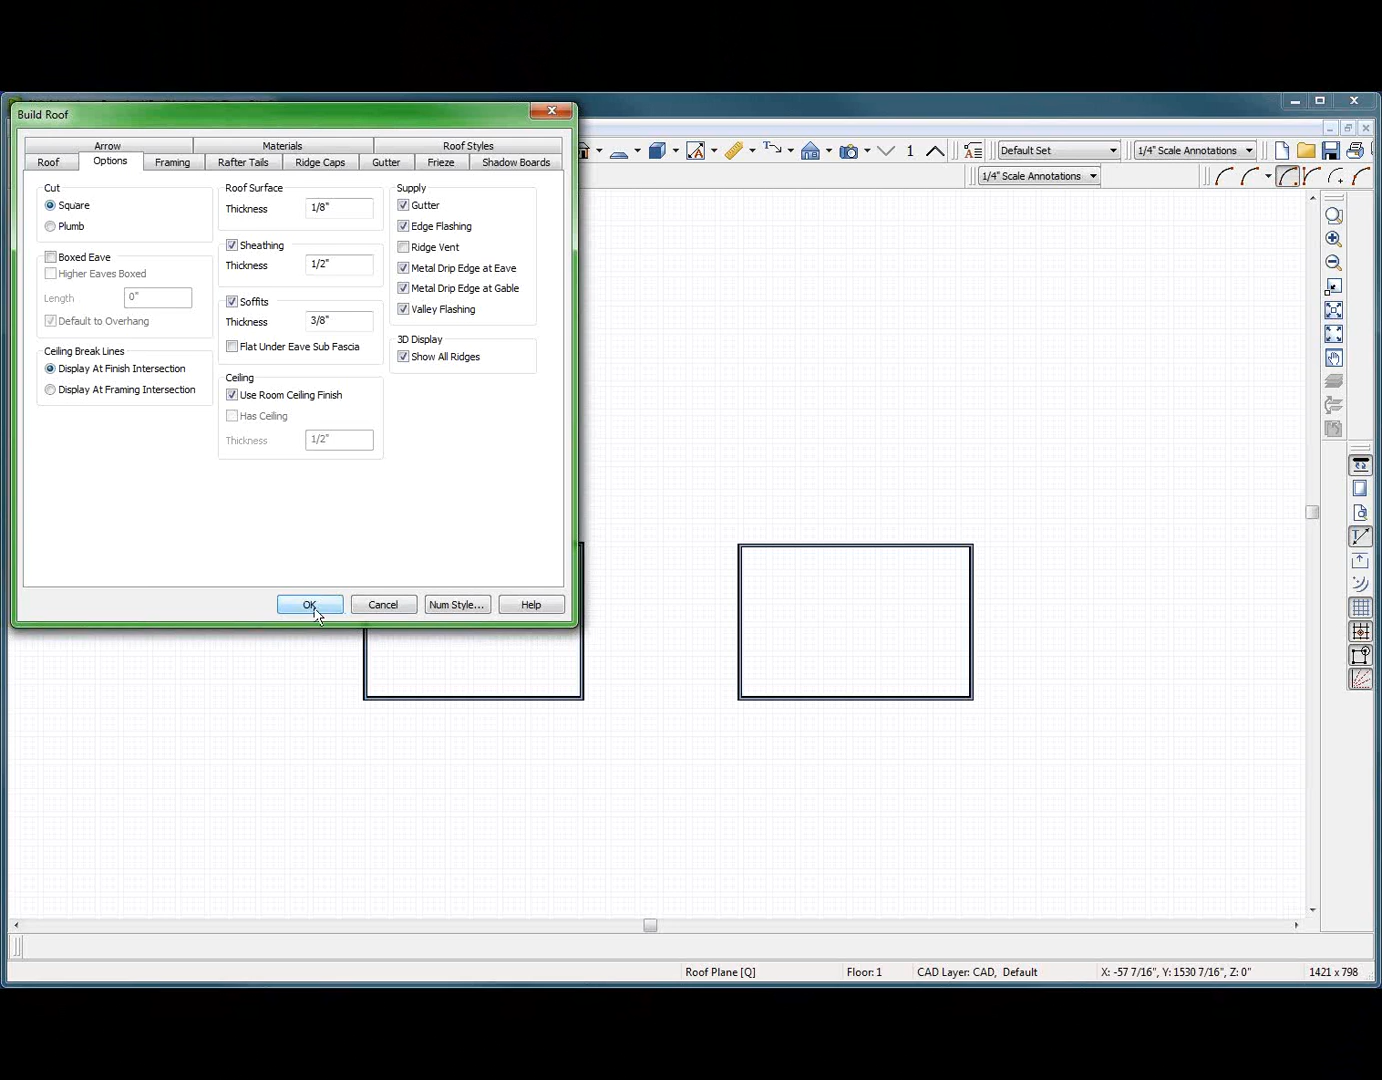 Build Roof
Arrow Materials Roof Styles
Roof Options Framing Rafter Tails Ridge Caps Gutter Frieze Shadow Boards
Cut
Square
Plumb
Boxed Eave
Higher Eaves Boxed
Length 0"
Default to Overhang
Ceiling Break Lines
Display At Finish Intersection
Display At Framing Intersection
Roof Surface
Thickness 1/8"
Sheathing
Thickness 1/2"
Soffits
Thickness 3/8"
Flat Under Eave Sub Fascia
Ceiling
Use Room Ceiling Finish
Has Ceiling
Thickness 1/2"
Supply
Gutter
Edge Flashing
Ridge Vent
Metal Drip Edge at Eave
Metal Drip Edge at Gable
Valley Flashing
3D Display
Show All Ridges
OK Cancel Num Style... Help
1 Default Set 1/4" Scale Annotations
1/4" Scale Annotations
Roof Plane [Q] Floor: 1 CAD Layer: CAD, Default X: -57 7/16", Y: 1530 7/16", Z: 0" 1421 x 798